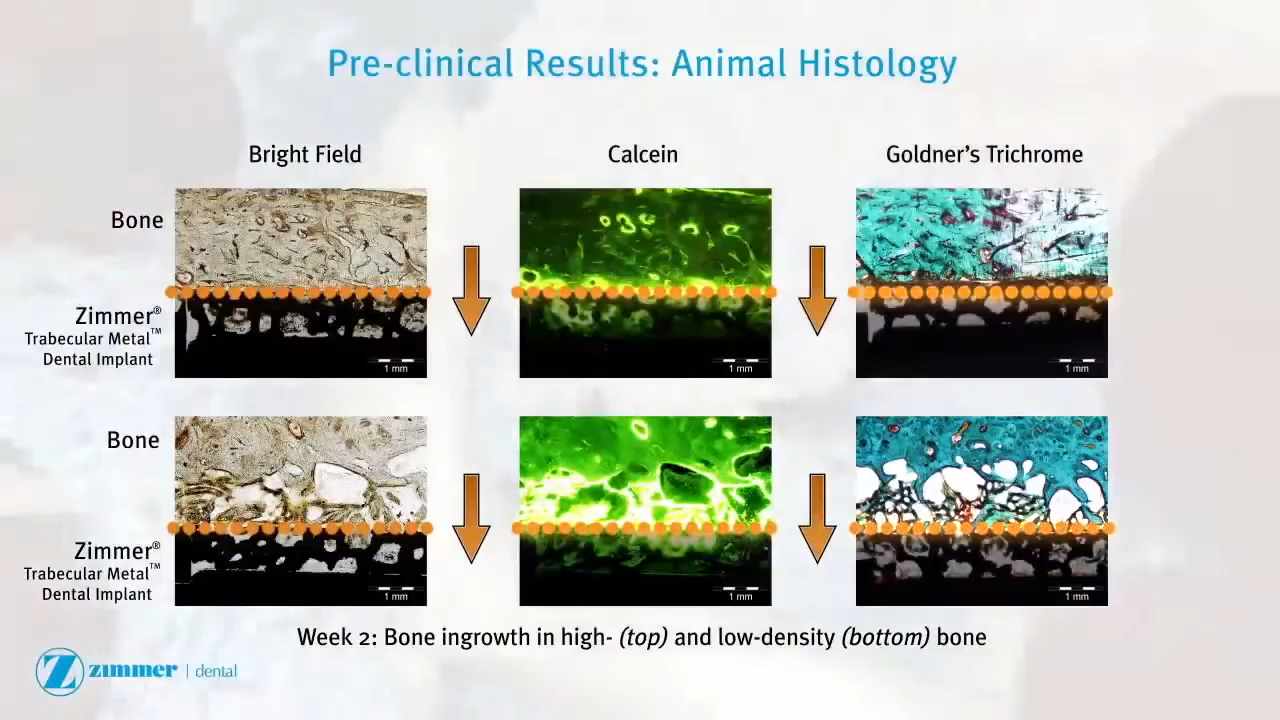 Pre-clinical Results: Animal Histology
Bright Field
Calcein
Goldner's Trichrome
Bone
Zimmer®
Trabecular Metal™
Dental Implant
1 mm
1 mm
1 mm
Bone
Zimmer®
Trabecular Metal™
Dental Implant
1 mm
1 mm
1 mm
Week 2: Bone ingrowth in high- (top) and low-density (bottom) bone
Z zimmer | dental